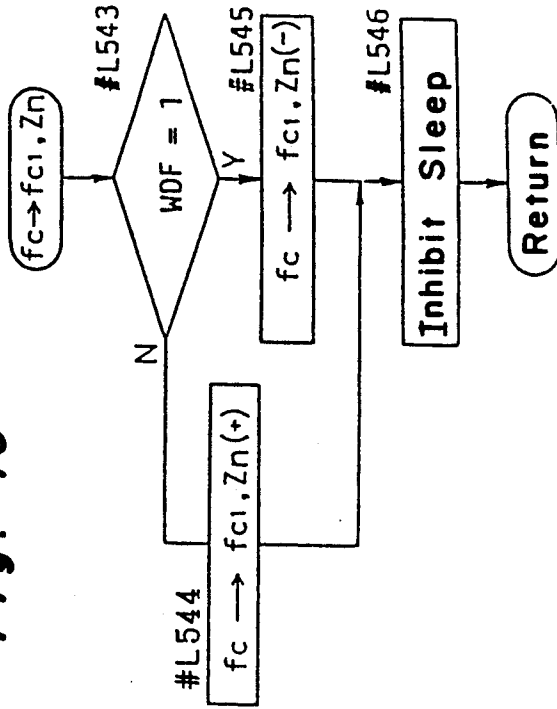 fc→fc1,Zn
#L543
WDF = 1
N
Y
#L544
fc → fc1,Zn(+)
#L545
fc → fc1,Zn(-)
#L546
Inhibit Sleep
Return